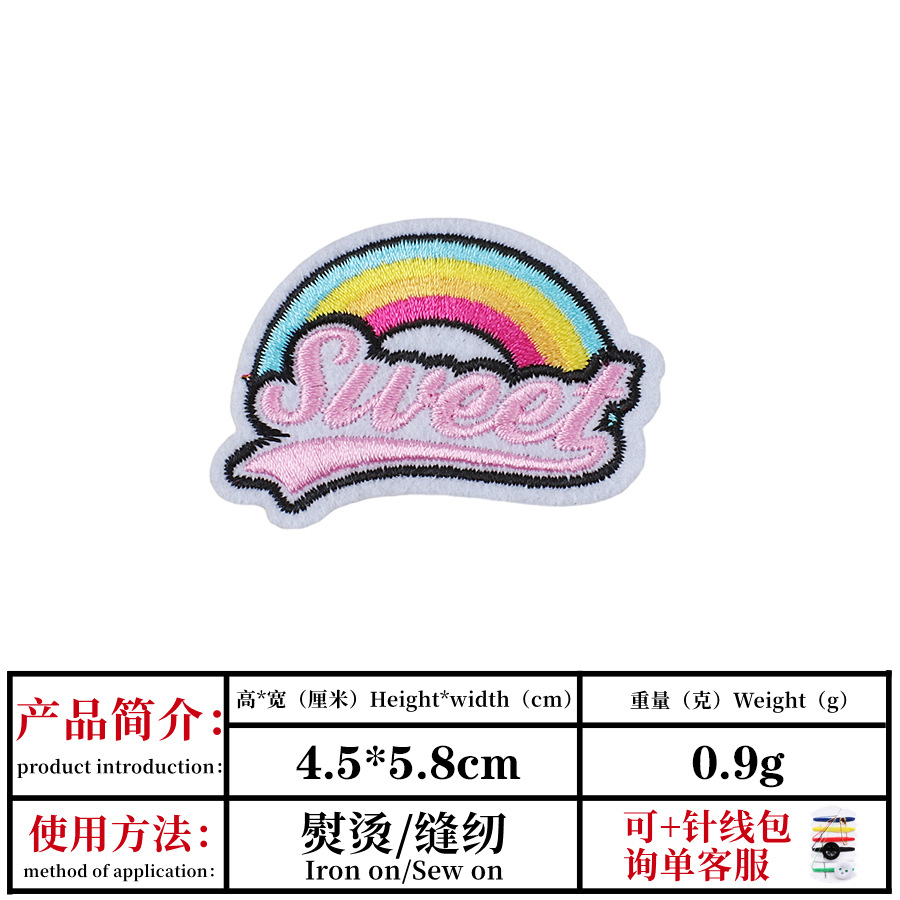 Sweet
产品简介：
product introduction:
高*宽（厘米）Height*width（cm）
重量（克）Weight（g）
4.5*5.8cm
0.9g
使用方法：
method of application:
熨烫/缝纫
Iron on/Sew on
可+针线包
询单客服